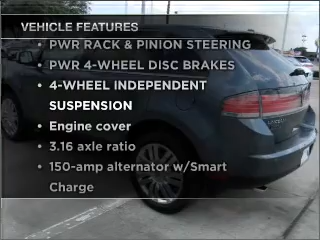 VEHICLE FEATURES
• PWR RACK & PINION STEERING
• PWR 4-WHEEL DISC BRAKES
• 4-WHEEL INDEPENDENT
SUSPENSION
• Engine cover
• 3.16 axle ratio
• 150-amp alternator w/Smart
Charge